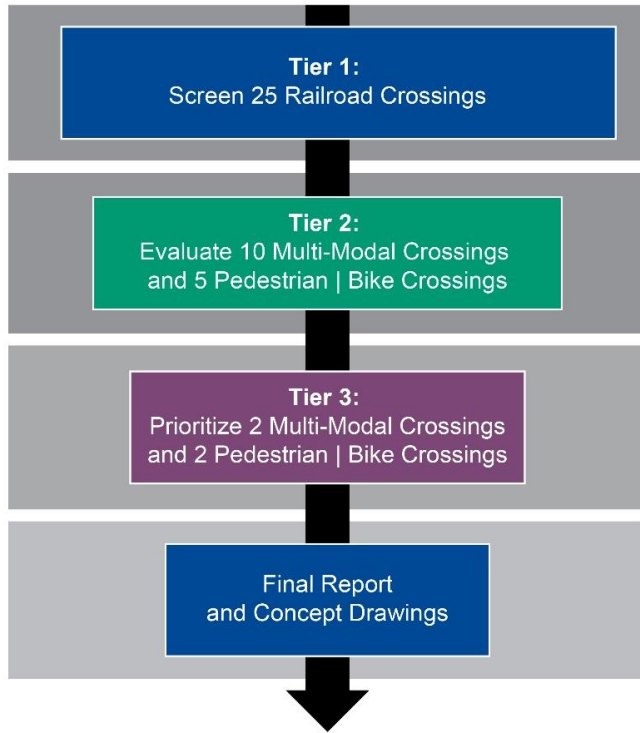 Tier 1:
Screen 25 Railroad Crossings
Tier 2:
Evaluate 10 Multi-Modal Crossings
and 5 Pedestrian | Bike Crossings
Tier 3:
Prioritize 2 Multi-Modal Crossings
and 2 Pedestrian | Bike Crossings
Final Report
and Concept Drawings